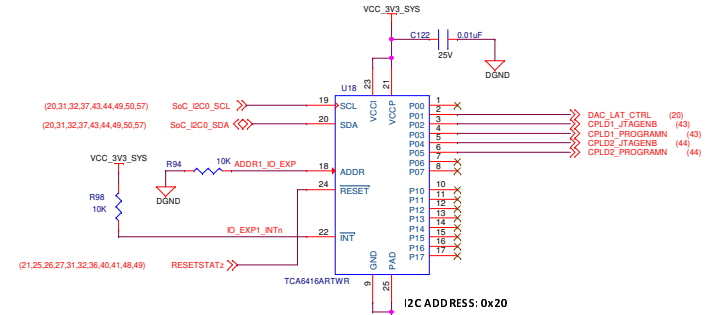 VCC_3V3_SYS
C122 0.01uF
25V
DGND
U18
23 21
VCCI VCCP
(20,31,32,37,43,44,49,50,57) SoC_I2C0_SCL 19 SCL
(20,31,32,37,43,44,49,50,57) SoC_I2C0_SDA 20 SDA
VCC_3V3_SYS
R94 10K ADDR1_IO_EXP 18 ADDR
DGND
24 RESET
R98
10K
IO_EXP1_INTn 22 INT
(21,25,26,27,31,32,36,40,41,48,49) RESETSTATz
P00 1
P01 2 DAC_LAT_CTRL (20)
P02 3 CPLD1_JTAGENB (43)
P03 4 CPLD1_PROGRAMN (43)
P04 5 CPLD2_JTAGENB (44)
P05 6 CPLD2_PROGRAMN (44)
P06 7
P07 8
P10 10
P11 11
P12 12
P13 13
P14 14
P15 15
P16 16
P17 17
GND PAD
TCA6416ARTWR
9 25
I2C ADDRESS: 0x20